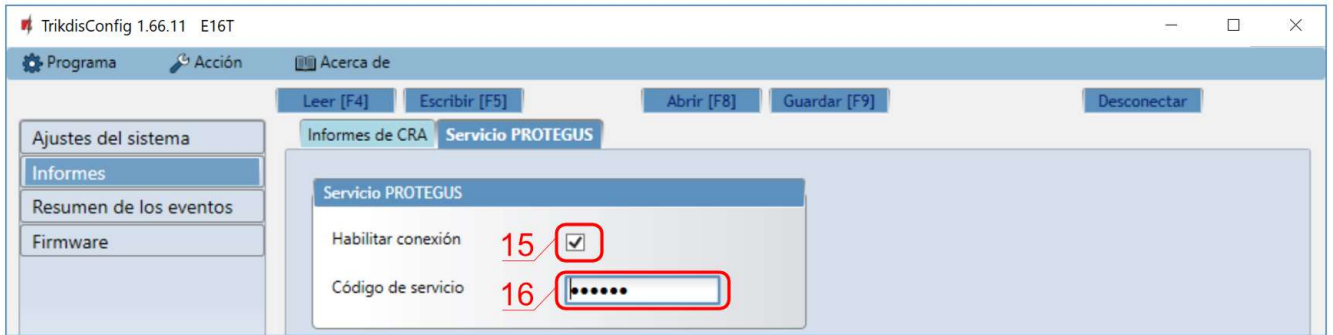 TrikdisConfig 1.66.11 E16T
Programa Acción Acerca de
Leer [F4] Escribir [F5] Abrir [F8] Guardar [F9] Desconectar
Ajustes del sistema
Informes
Resumen de los eventos
Firmware
Informes de CRA Servicio PROTEGUS
Servicio PROTEGUS
Habilitar conexión 15
Código de servicio 16 ••••••